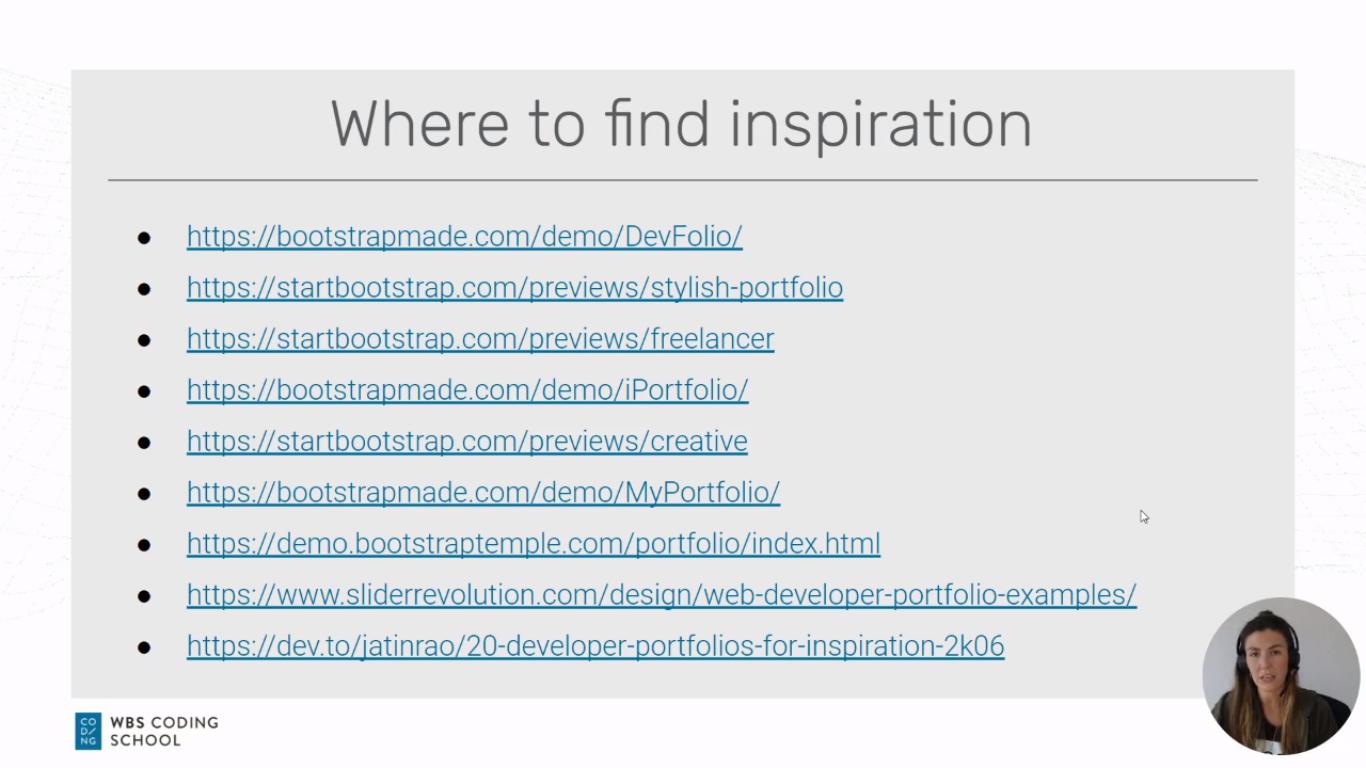 Where to find inspiration
● https://bootstrapmade.com/demo/DevFolio/
● https://startbootstrap.com/previews/stylish-portfolio
● https://startbootstrap.com/previews/freelancer
● https://bootstrapmade.com/demo/iPortfolio/
● https://startbootstrap.com/previews/creative
● https://bootstrapmade.com/demo/MyPortfolio/
● https://demo.bootstraptemple.com/portfolio/index.html
● https://www.sliderrevolution.com/design/web-developer-portfolio-examples/
● https://dev.to/jatinrao/20-developer-portfolios-for-inspiration-2k06
CO
D/
NG
WBS CODING
SCHOOL